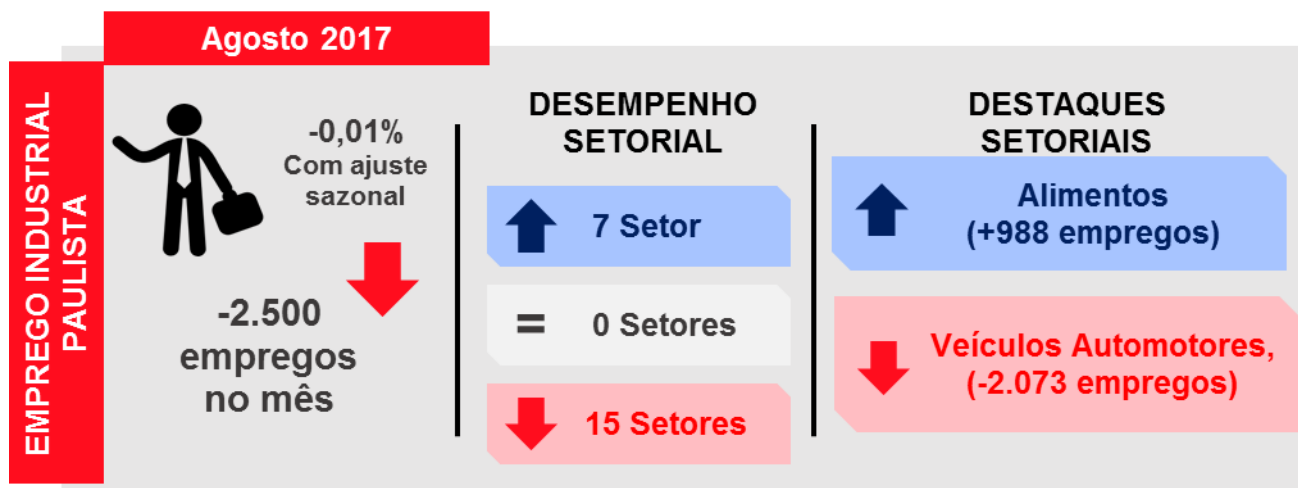 Agosto 2017
EMPREGO INDUSTRIAL
PAULISTA
-0,01%
Com ajuste
sazonal
-2.500
empregos
no mês
DESEMPENHO
SETORIAL
7 Setor
= 0 Setores
15 Setores
DESTAQUES
SETORIAIS
Alimentos
(+988 empregos)
Veículos Automotores,
(-2.073 empregos)